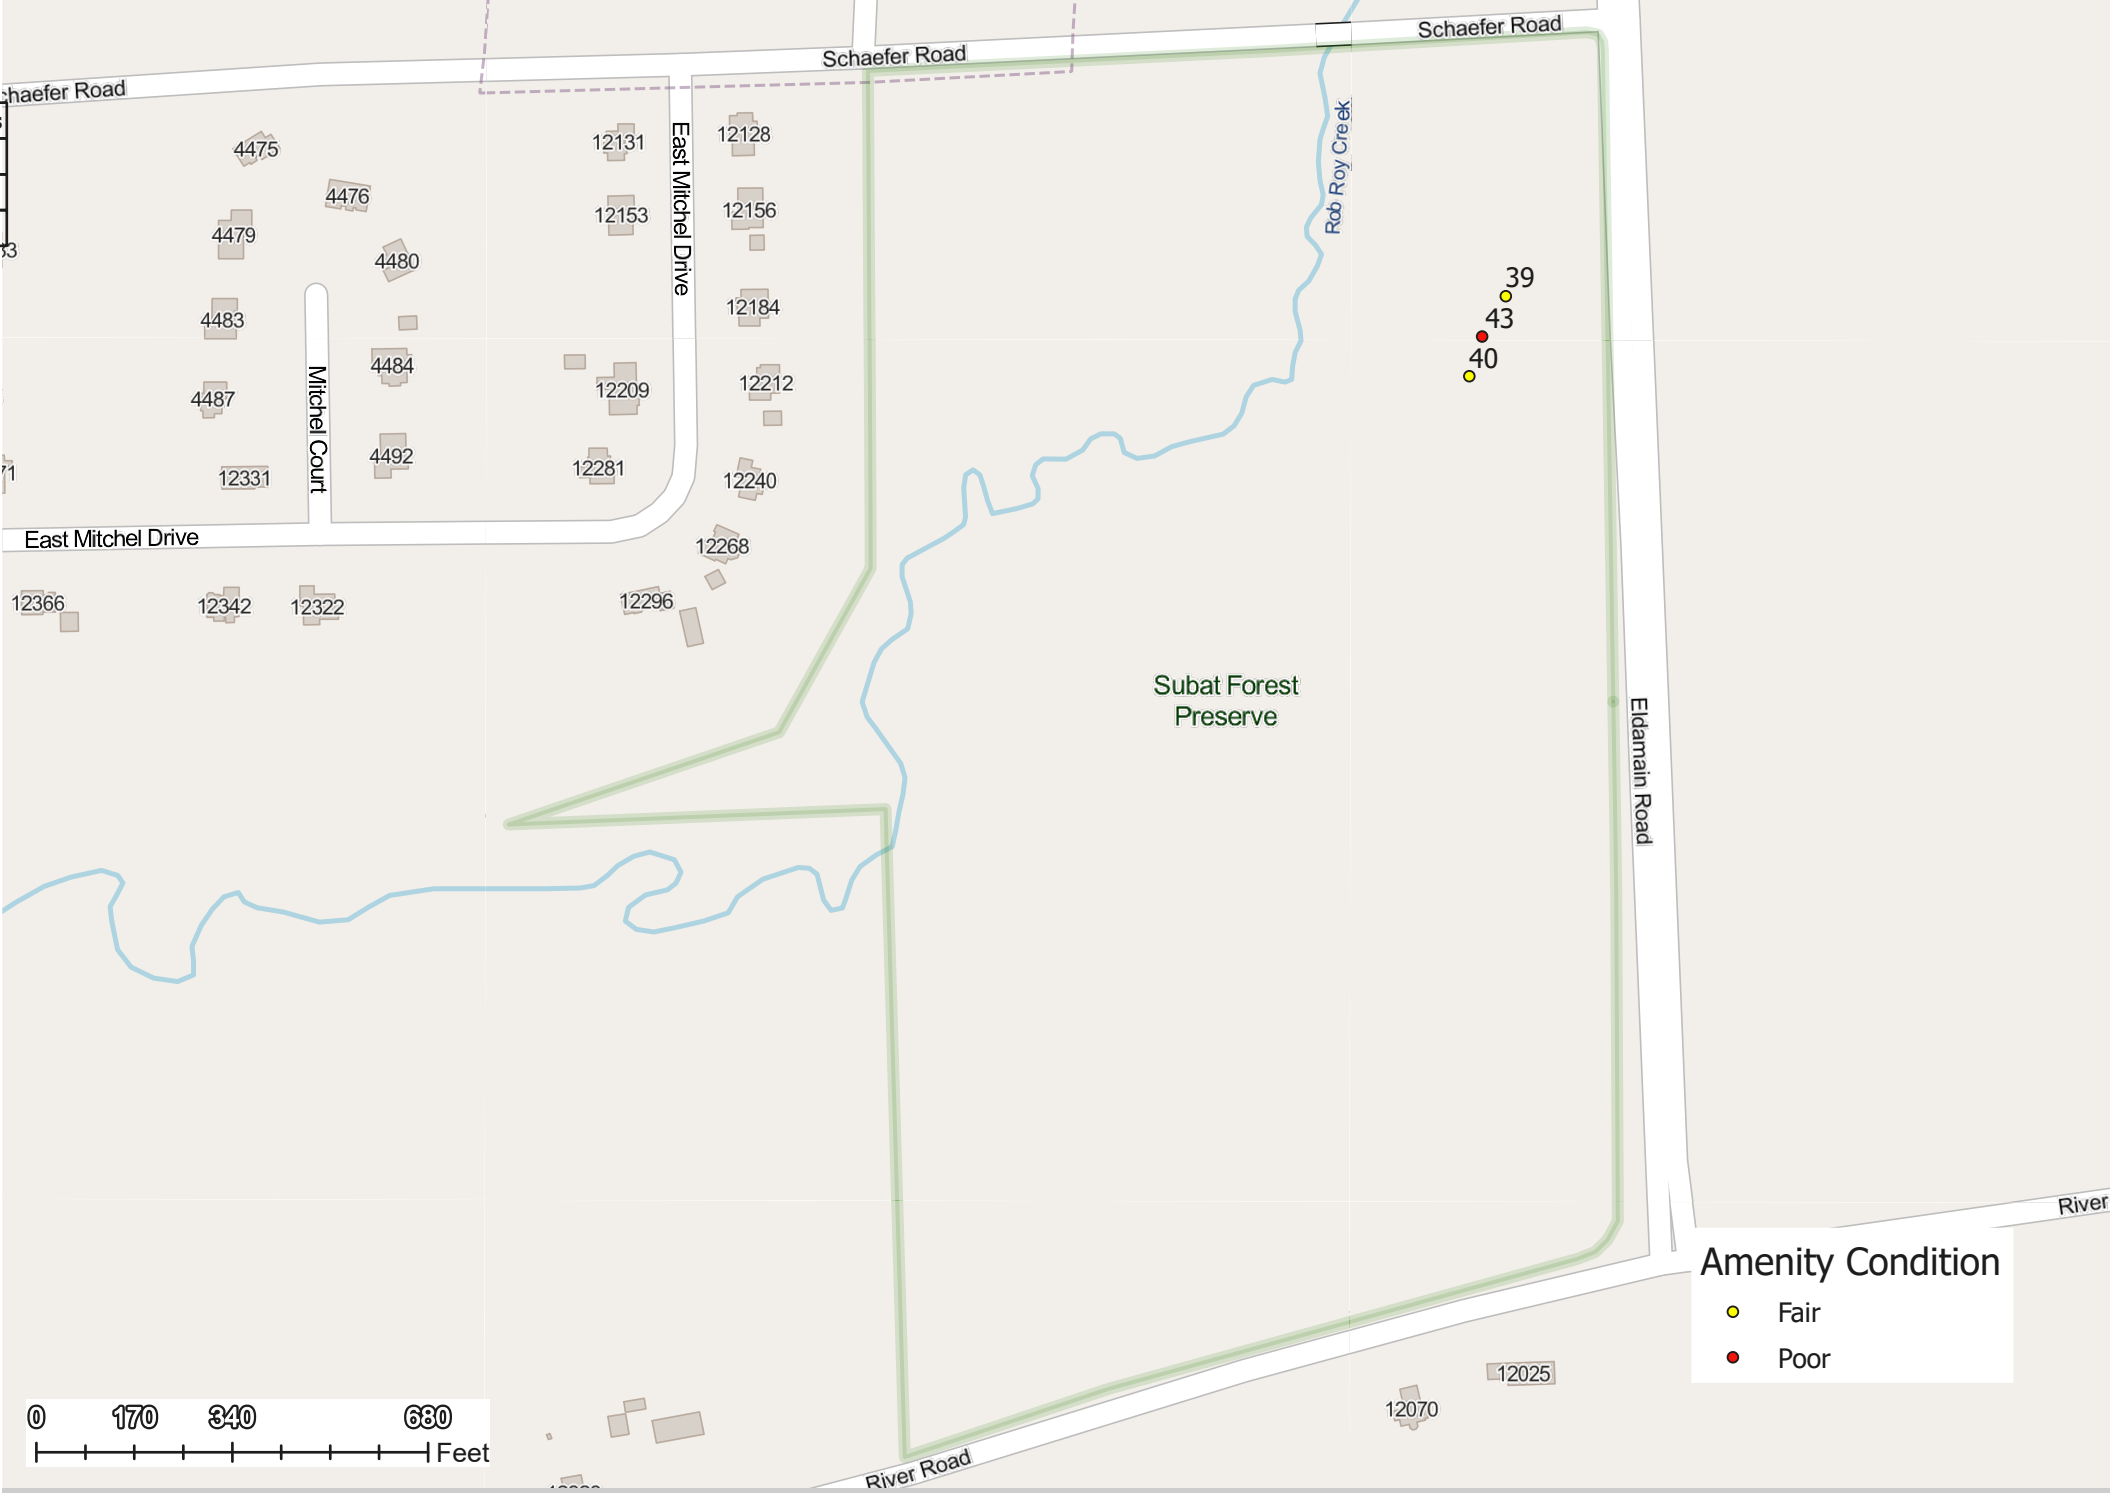 Schaefer Road
Schaefer Road
chaefer Road
Rob Roy Creek
East Mitchel Drive
4475
12131
12128
4476
12153
12156
4479
33
4480
39
12184
43
4483
40
4484
12209
12212
4487
Mitchel Court
4492
12281
12240
71
12331
East Mitchel Drive
12268
12366
12342
12322
12296
Subat Forest
Preserve
Eldamain Road
River
Amenity Condition
Fair
Poor
12025
12070
0 170 340 680
Feet
River Road